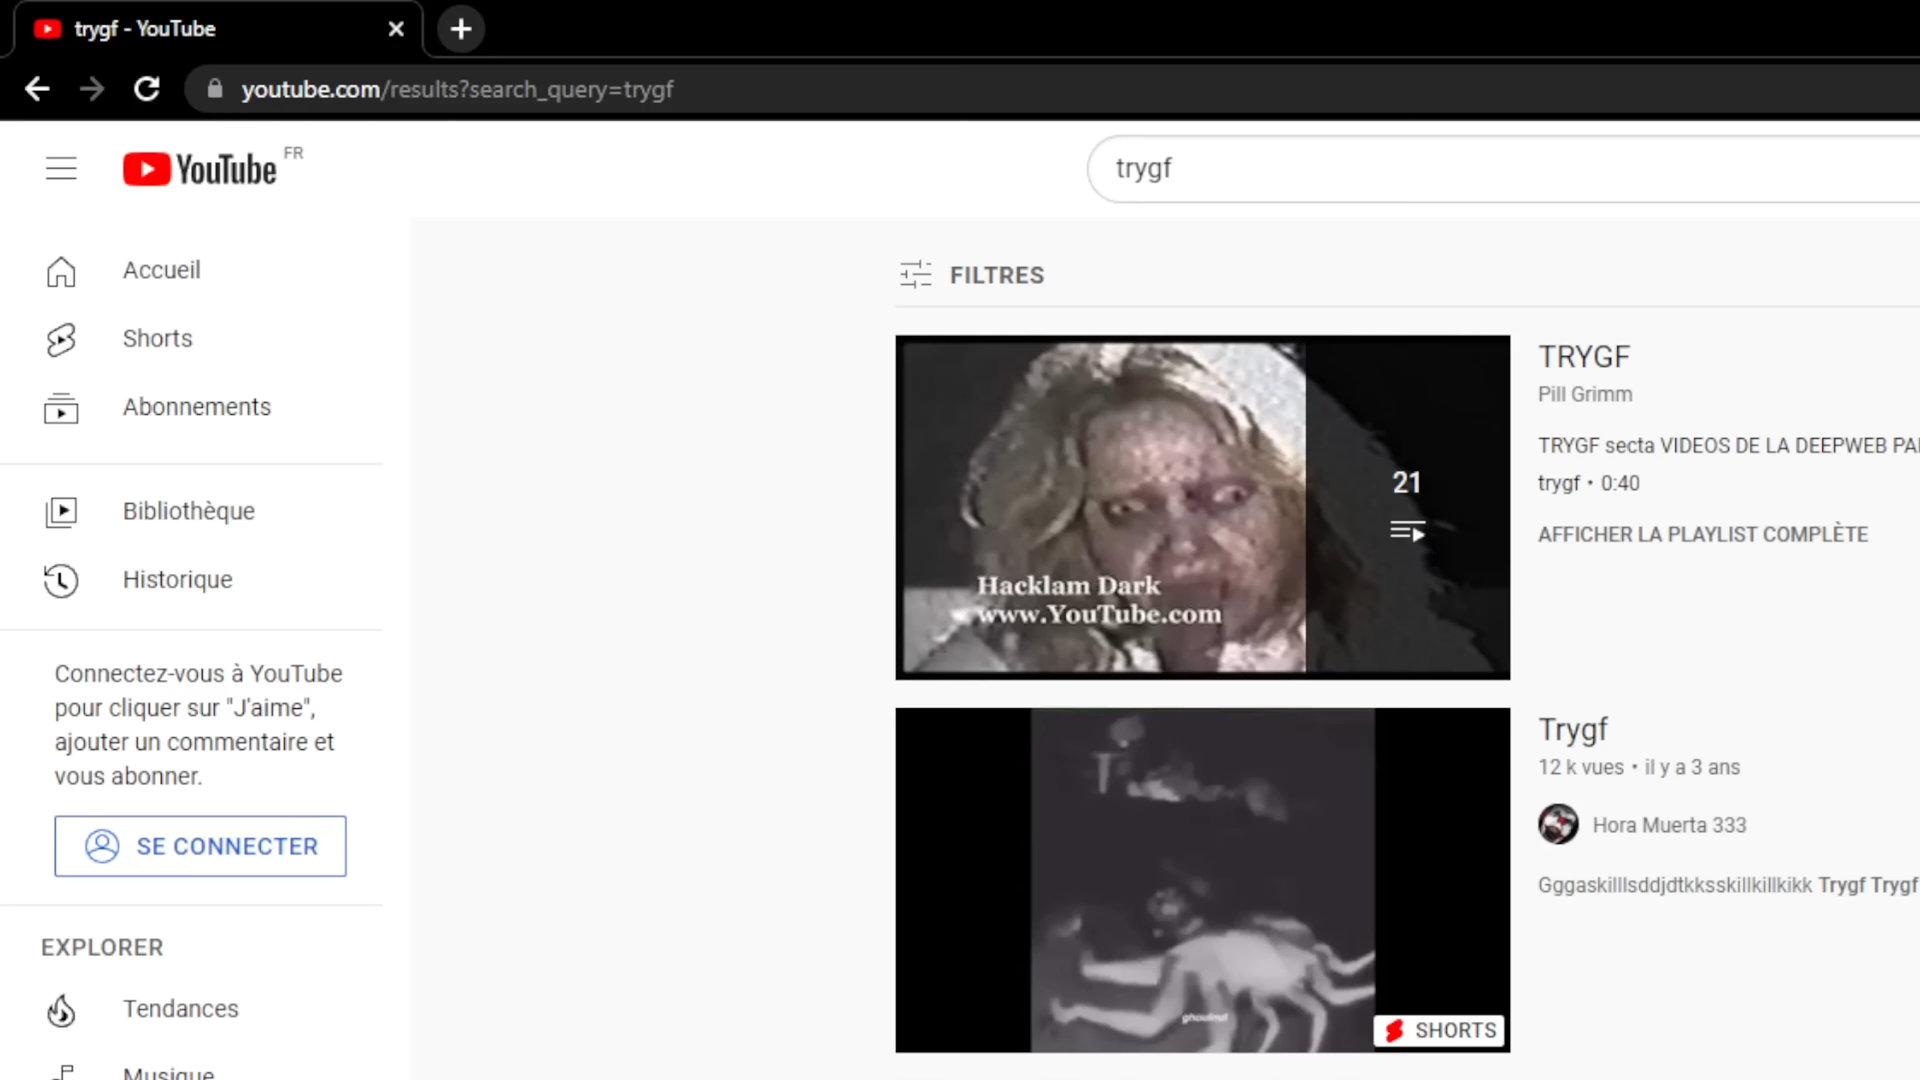 trygf - YouTube
youtube.com/results?search_query=trygf
YouTube FR
trygf
Accueil
Shorts
Abonnements
Bibliothèque
Historique
Connectez-vous à YouTube
pour cliquer sur "J'aime",
ajouter un commentaire et
vous abonner.
SE CONNECTER
EXPLORER
Tendances
Musique
FILTRES
Hacklam Dark
www.YouTube.com
21
TRYGF
Pill Grimm
TRYGF secta VIDEOS DE LA DEEPWEB PA
trygf • 0:40
AFFICHER LA PLAYLIST COMPLÈTE
ghoulnut
SHORTS
Trygf
12 k vues • il y a 3 ans
Hora Muerta 333
Gggaskilllsddjdtkksskillkillkikk Trygf Trygf